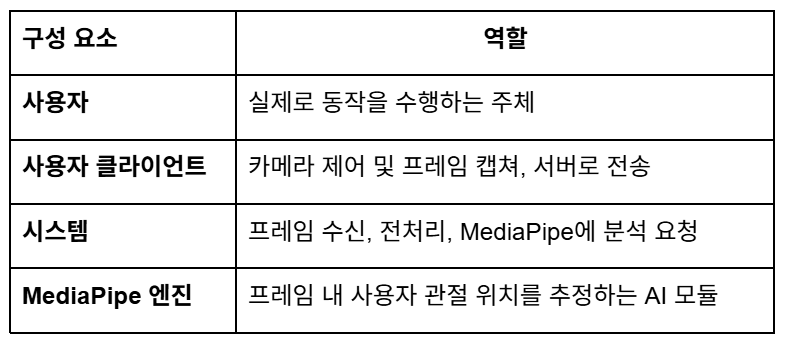 구성 요소 역할
사용자 실제로 동작을 수행하는 주체
사용자 클라이언트 카메라 제어 및 프레임 캡쳐, 서버로 전송
시스템 프레임 수신, 전처리, MediaPipe에 분석 요청
MediaPipe 엔진 프레임 내 사용자 관절 위치를 추정하는 AI 모듈